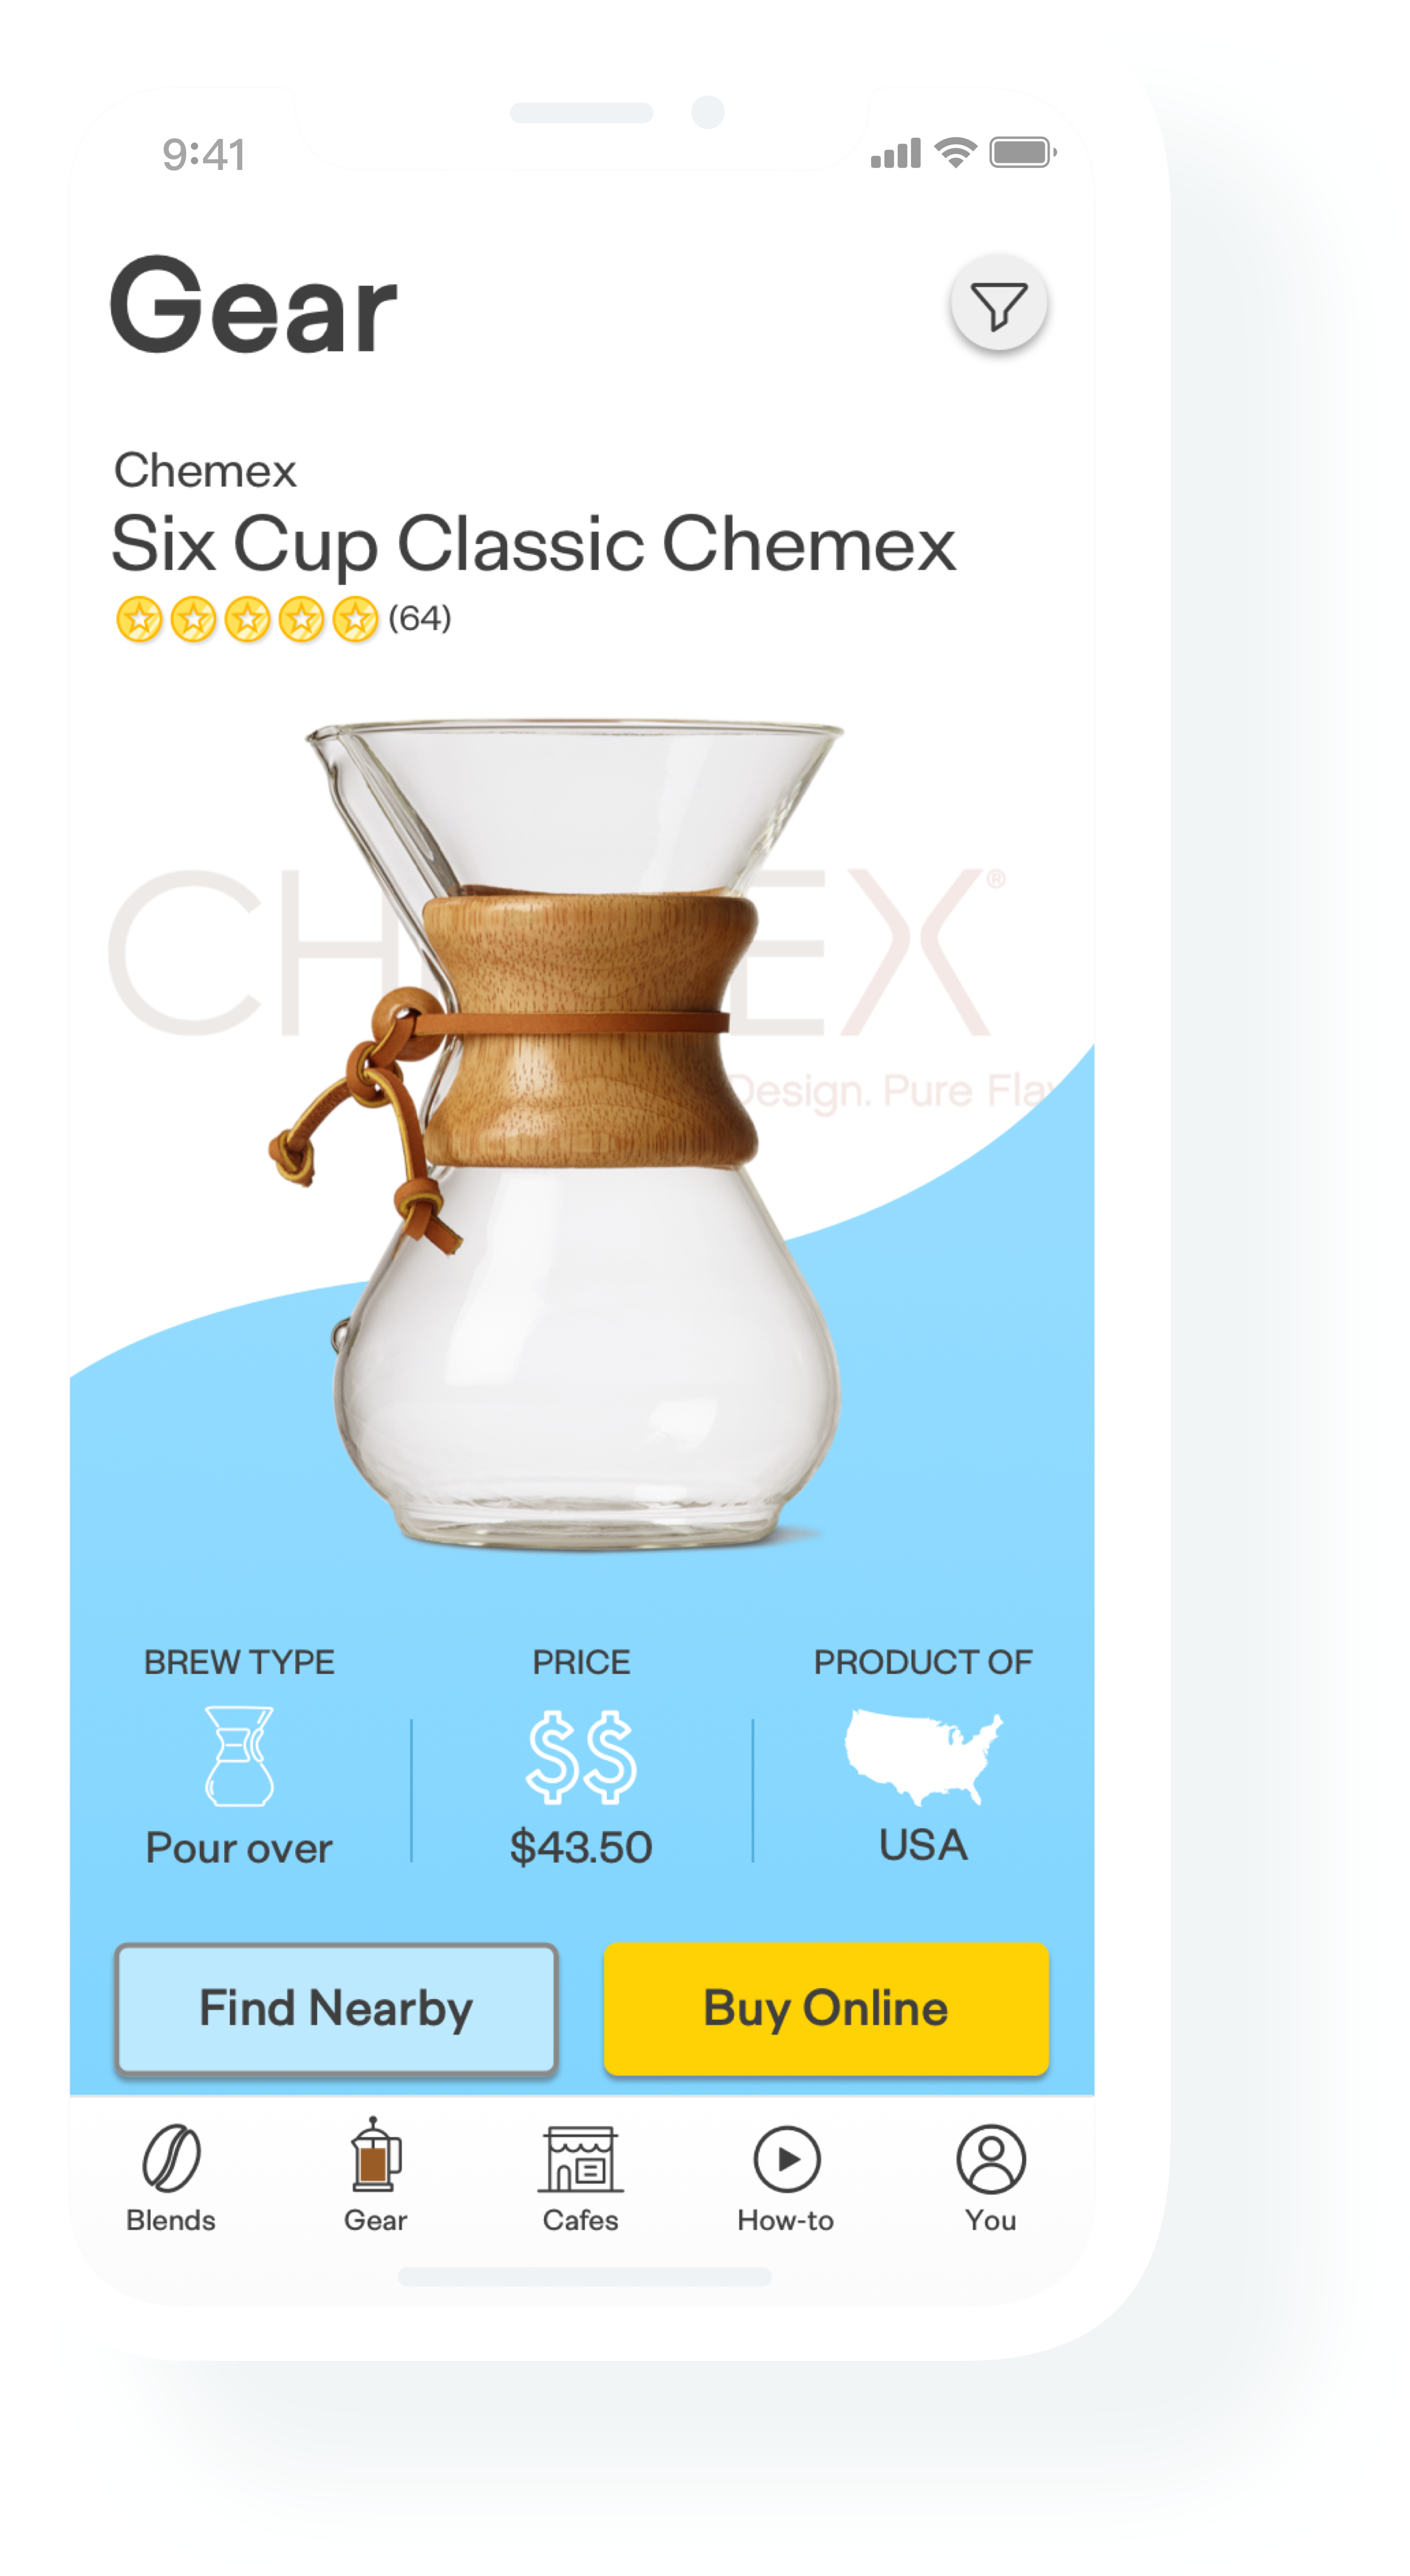 9:41
Gear
Chemex
Six Cup Classic Chemex
(64)
CH EX®
Design. Pure
BREW TYPE
PRICE
PRODUCT OF
$$
Pour over
$43.50
USA
Find Nearby
Buy Online
Blends
Gear
Cafes
How-to
You